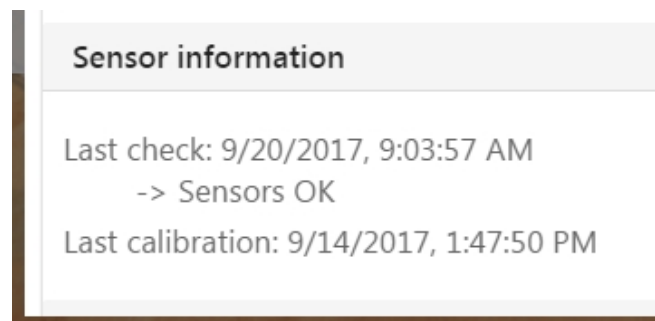 Sensor information
Last check: 9/20/2017, 9:03:57 AM
-> Sensors OK
Last calibration: 9/14/2017, 1:47:50 PM